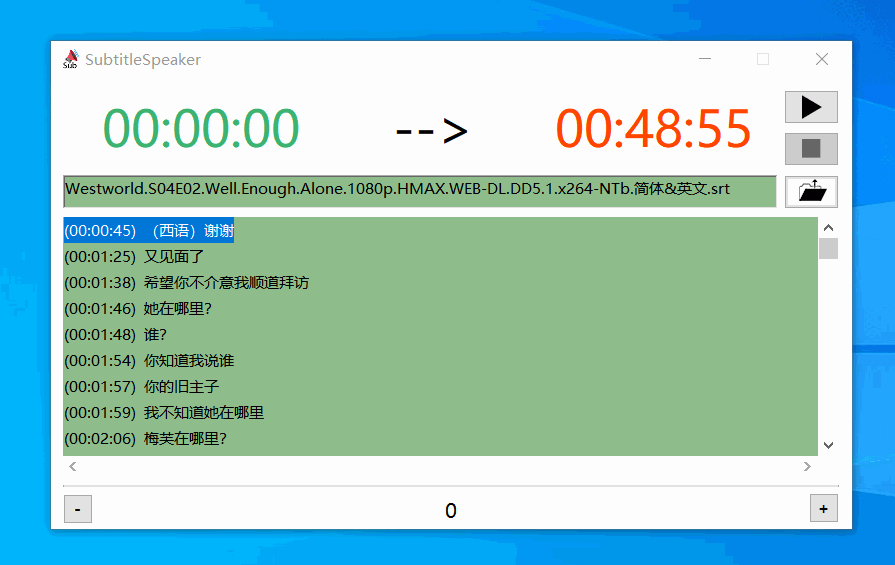 Sub SubtitleSpeaker
00:00:00 --> 00:48:55
Westworld.S04E02.Well.Enough.Alone.1080p.HMAX.WEB-DL.DD5.1.x264-NTb.简体&英文.srt
(00:00:45) （西语）谢谢
(00:01:25) 又见面了
(00:01:38) 希望你不介意我顺道拜访
(00:01:46) 她在哪里?
(00:01:48) 谁?
(00:01:54) 你知道我说谁
(00:01:57) 你的旧主子
(00:01:59) 我不知道她在哪里
(00:02:06) 梅芙在哪里?
- 0 +